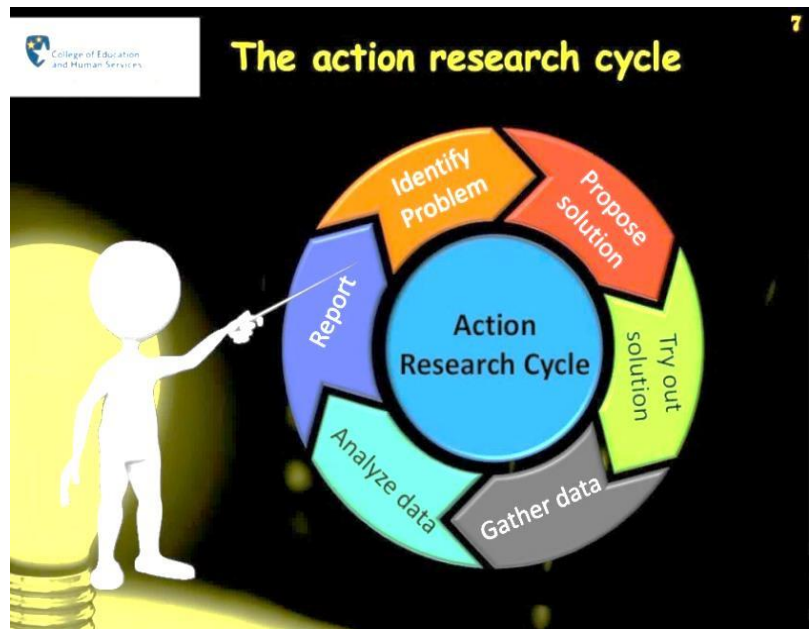 7
College of Education
and Human Services
The action research cycle
Identify
Problem
Propose
solution
Try out
solution
Gather data
Analyze data
Report
Action
Research Cycle